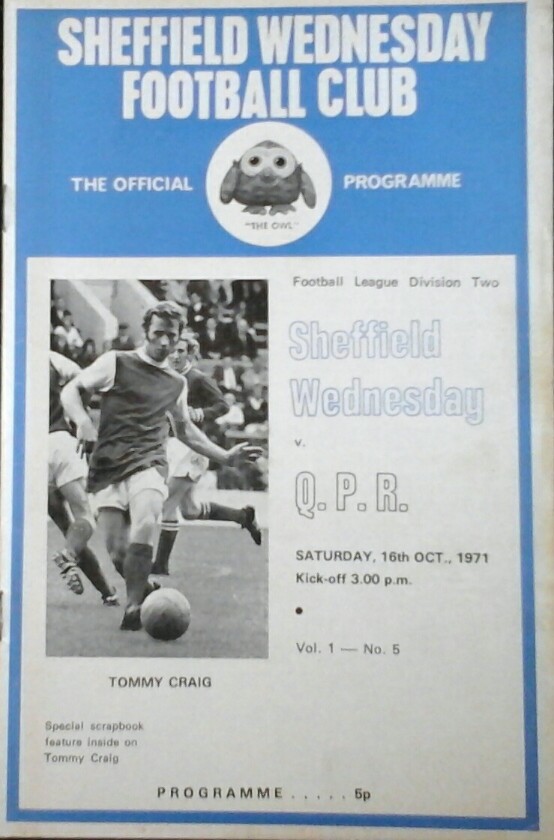 SHEFFIELD WEDNESDAY
FOOTBALL CLUB
THE OFFICIAL PROGRAMME
"THE OWL"
Football League Division Two
Sheffield
Wednesday
v.
Q. P. R.
SATURDAY, 16th OCT., 1971
Kick-off 3.00 p.m.
Vol. 1 — No. 5
TOMMY CRAIG
Special scrapbook
feature inside on
Tommy Craig
PROGRAMME . . . . . 5p